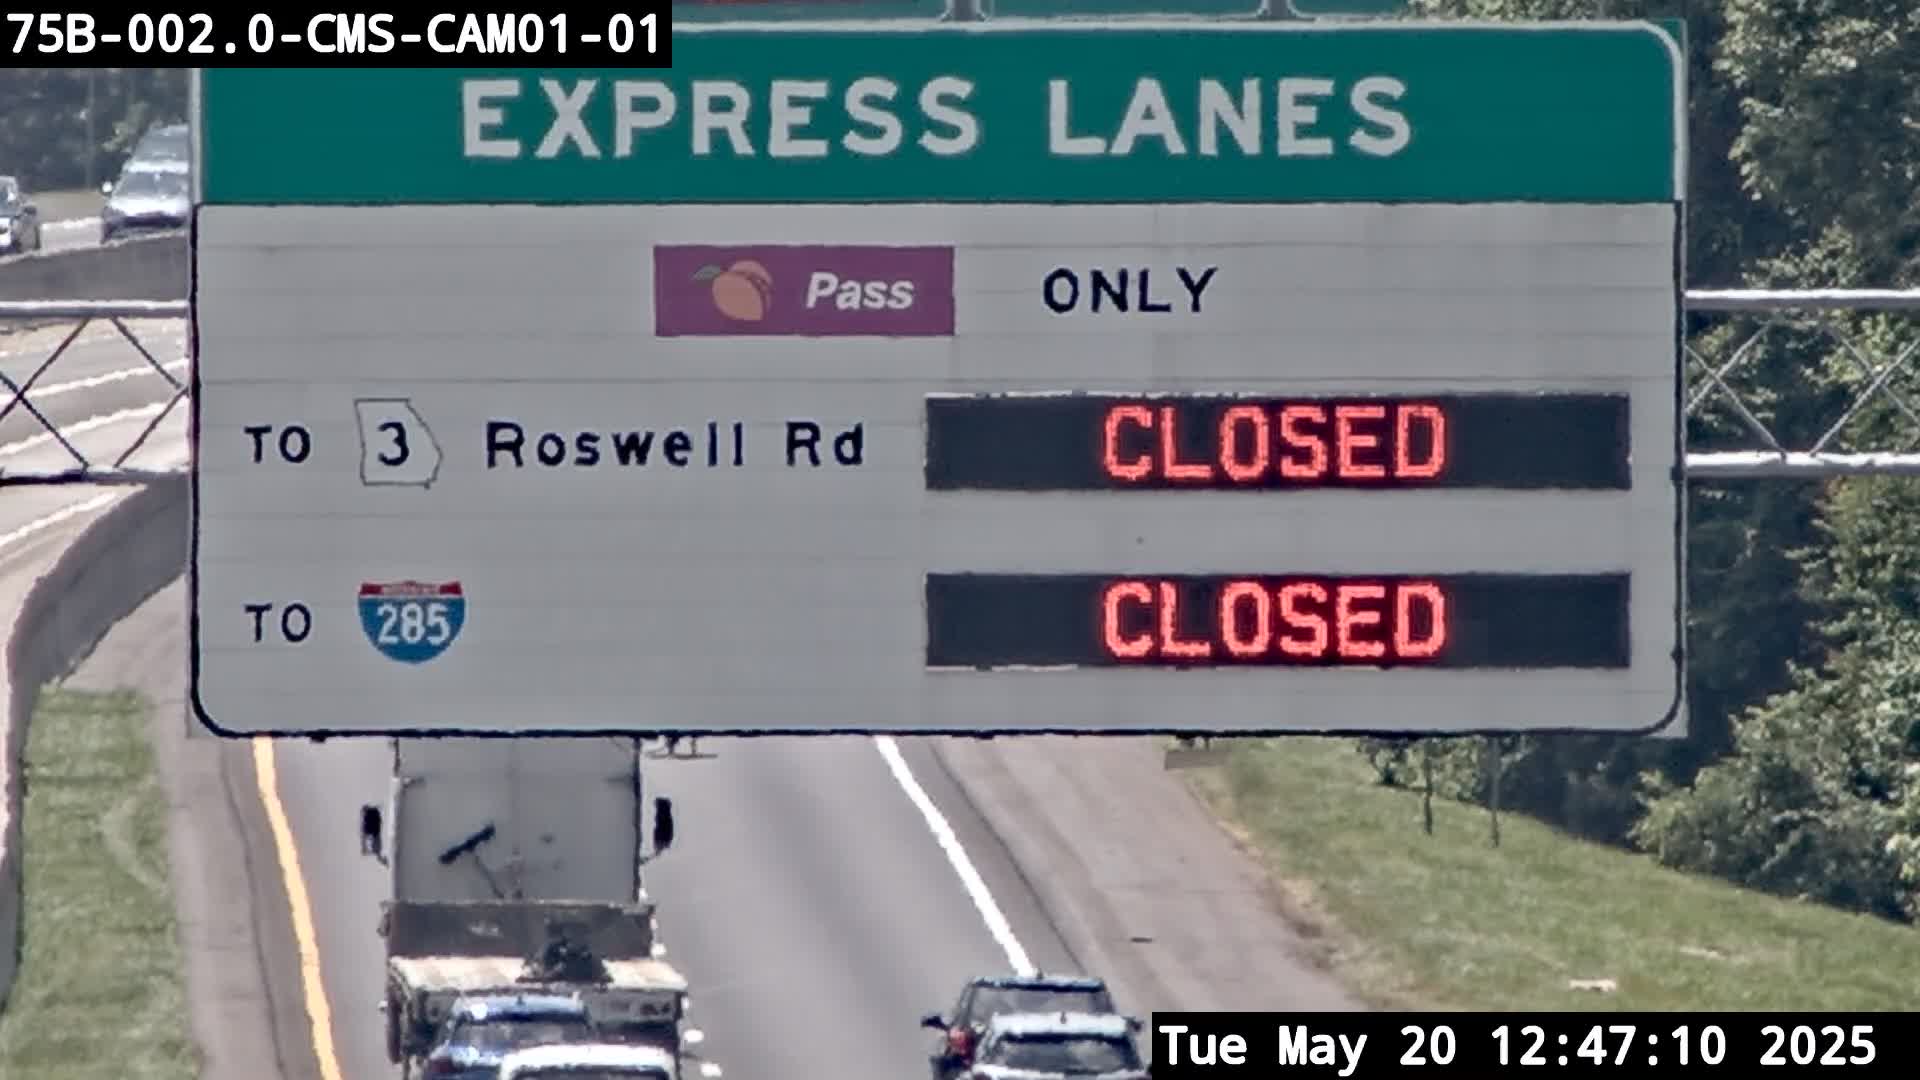 75B-002.0-CMS-CAM01-01
EXPRESS LANES
Pass ONLY
TO 3 Roswell Rd CLOSED
TO 285 CLOSED
Tue May 20 12:47:10 2025